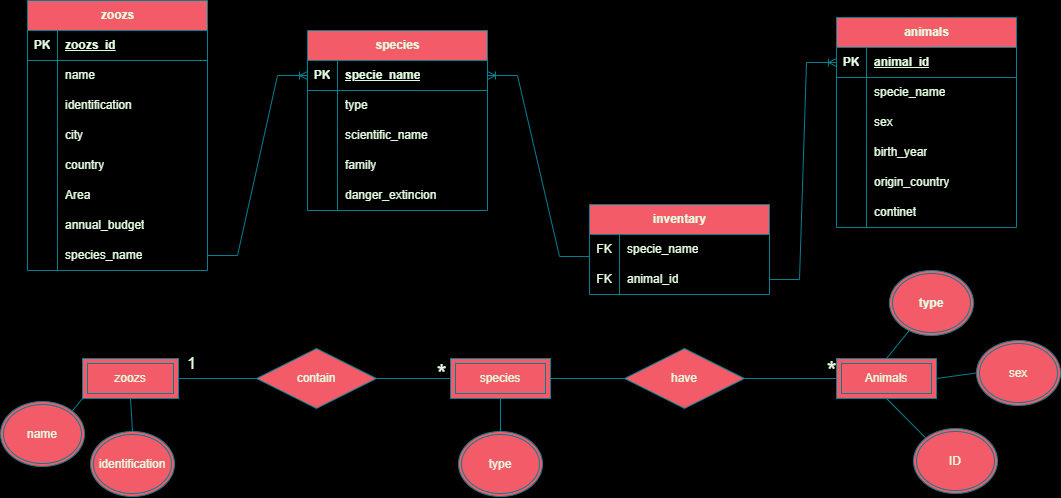 zoozs
PK zoozs_id
name
identification
city
country
Area
annual_budget
species_name
species
PK specie_name
type
scientific_name
family
danger_extincion
inventary
FK specie_name
FK animal_id
animals
PK animal_id
specie_name
sex
birth_year
origin_country
continet
zoozs
1
contain
*
species
have
*
Animals
name
identification
type
type
sex
ID